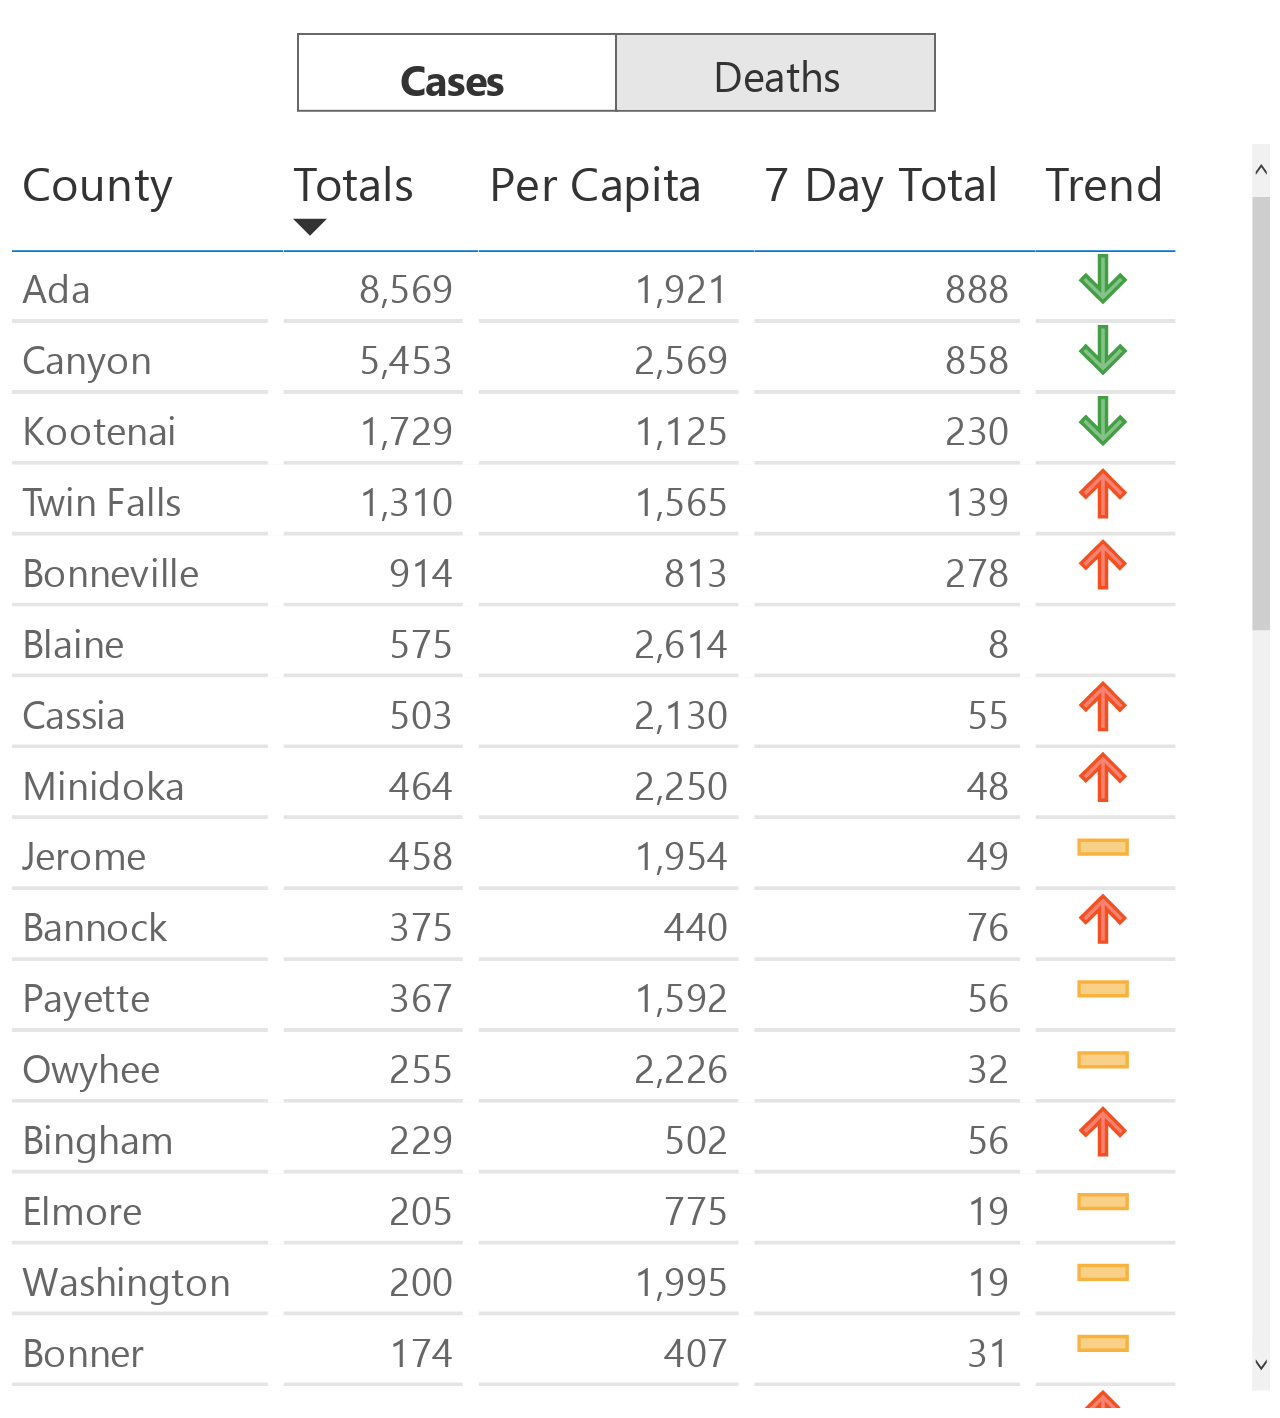 Cases Deaths
County Totals Per Capita 7 Day Total Trend
Ada 8,569 1,921 888
Canyon 5,453 2,569 858
Kootenai 1,729 1,125 230
Twin Falls 1,310 1,565 139
Bonneville 914 813 278
Blaine 575 2,614 8
Cassia 503 2,130 55
Minidoka 464 2,250 48
Jerome 458 1,954 49
Bannock 375 440 76
Payette 367 1,592 56
Owyhee 255 2,226 32
Bingham 229 502 56
Elmore 205 775 19
Washington 200 1,995 19
Bonner 174 407 31